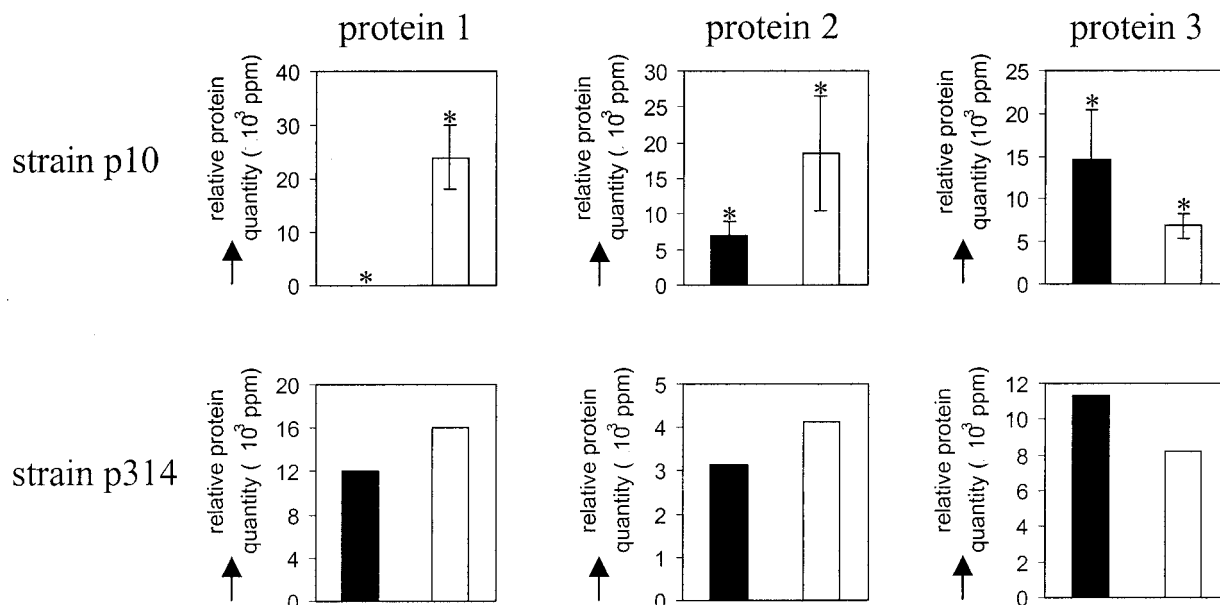 protein 1
protein 2
protein 3
strain p10
relative protein
quantity ( 10³ ppm)
40
30
20
10
0
*
*
relative protein
quantity ( . 10³ ppm)
30
25
20
15
10
5
0
*
*
relative protein
quantity (10³ ppm)
25
20
15
10
5
0
*
*
strain p314
relative protein
quantity ( 10³ ppm)
20
16
12
8
4
0
relative protein
quantity ( 10³ ppm)
5
4
3
2
1
0
relative protein
quantity (. 10³ ppm)
12
10
8
6
4
2
0